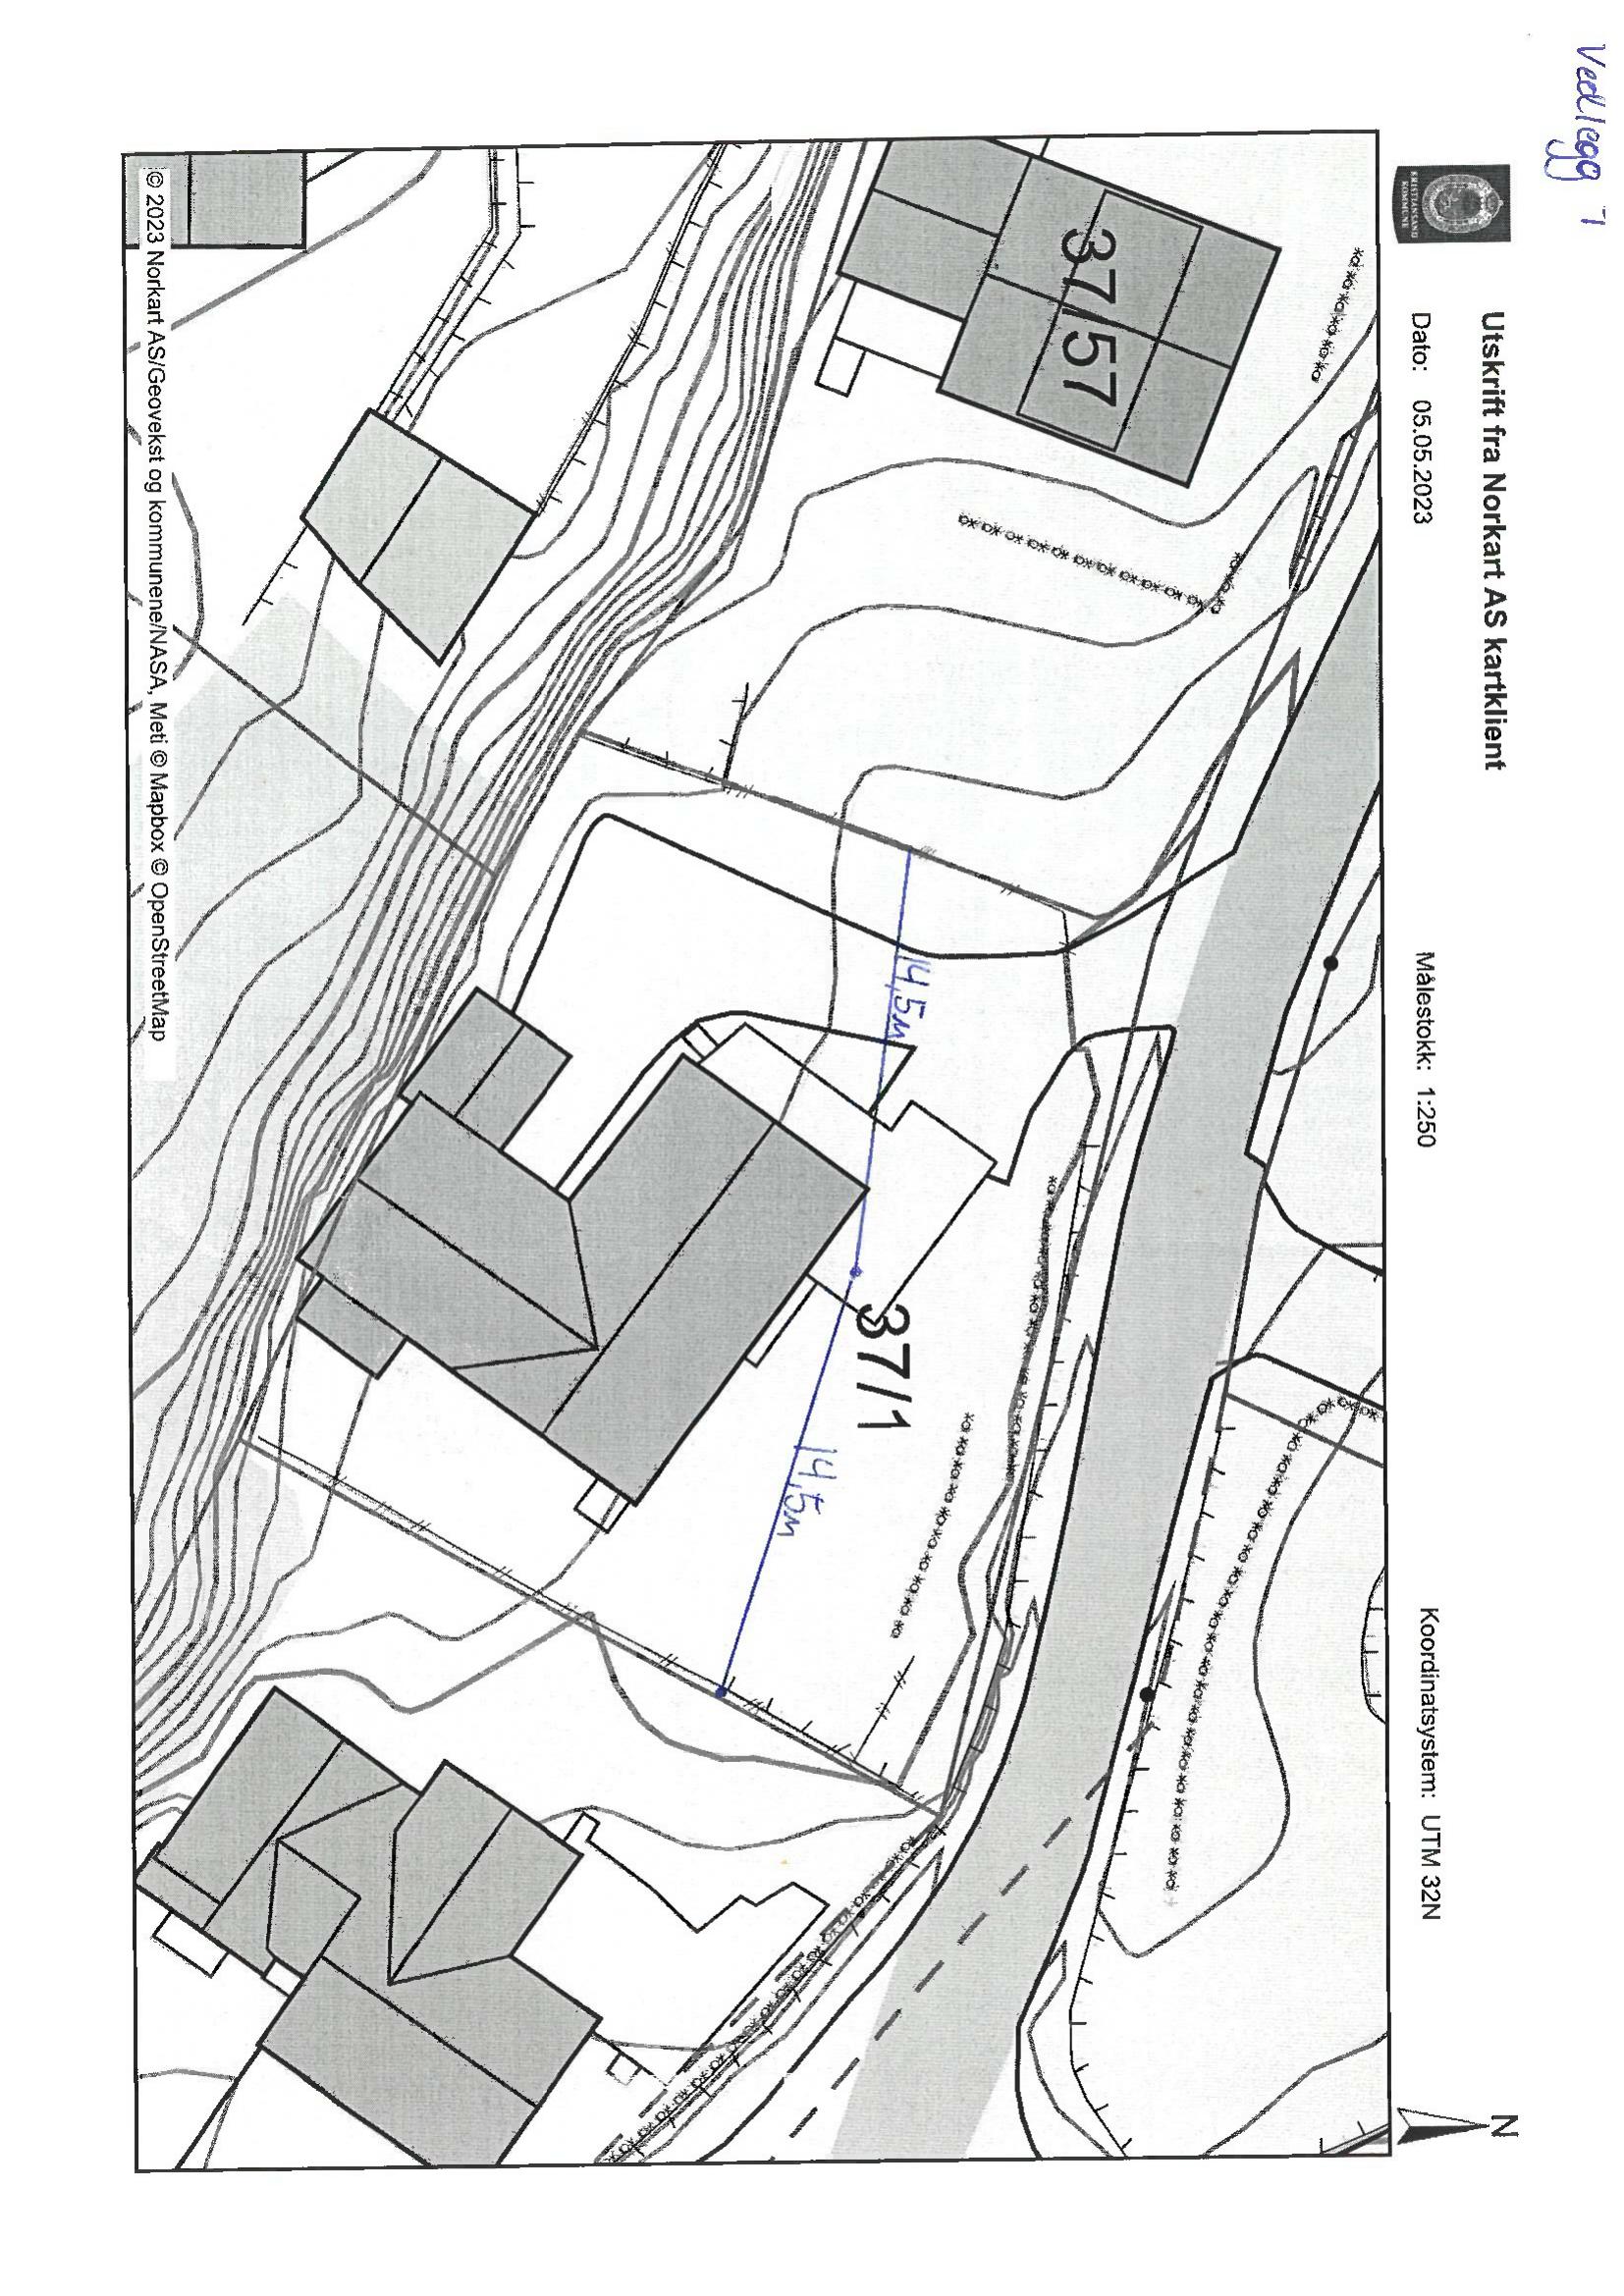 Vedlegg 7
KRISTIANSAND
KOMMUNE
Utskrift fra Norkart AS kartklient
Dato: 05.05.2023
Målestokk: 1:250
Koordinatsystem: UTM 32N
N
37/57
14,5m
37/1
14,5m
© 2023 Norkart AS/Geovekst og kommunene/NASA, Meti © Mapbox © OpenStreetMap